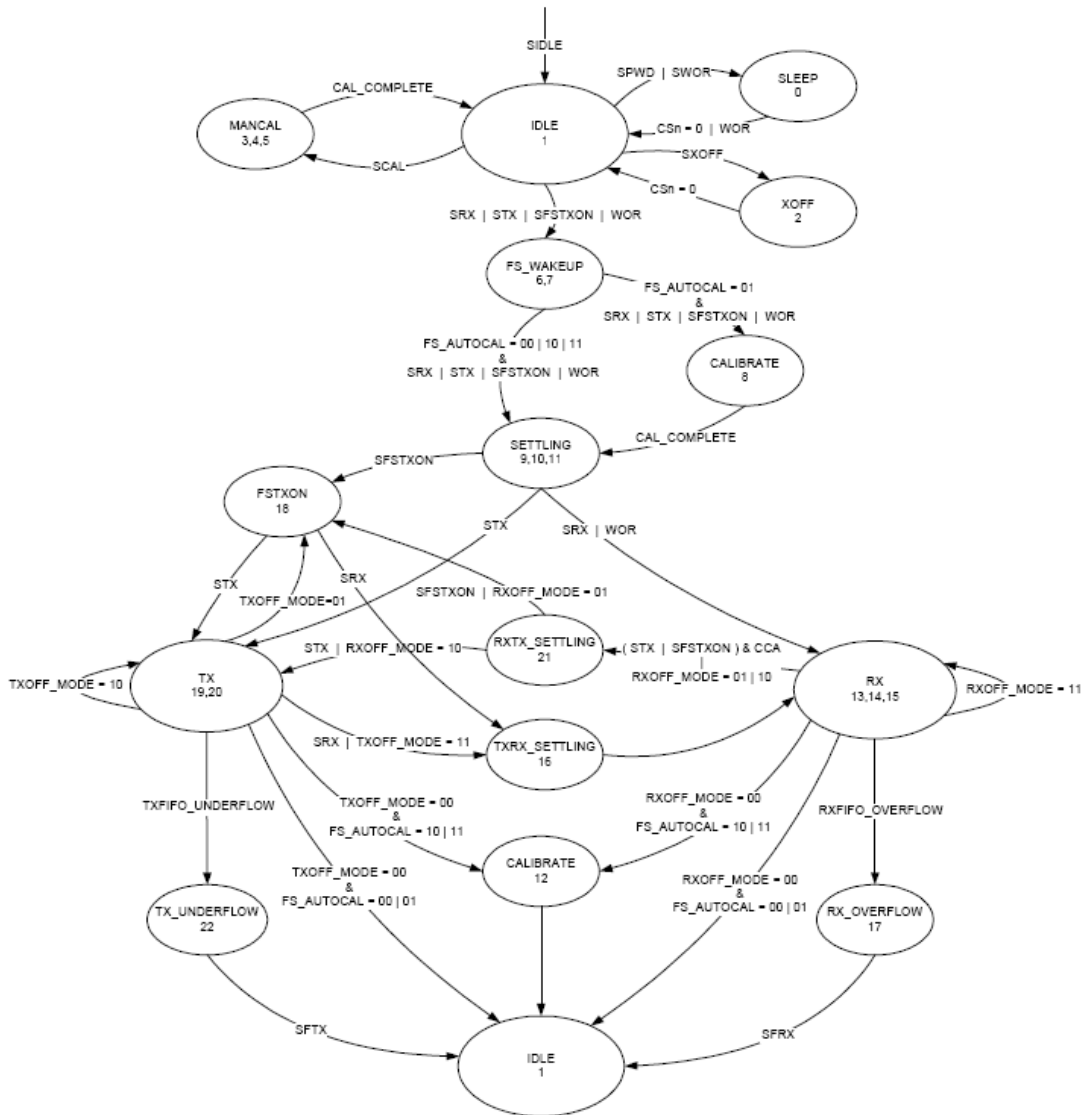 SIDLE
SPWD | SWOR
SLEEP
0
CAL_COMPLETE
MANCAL
3,4,5
IDLE
1
CSn = 0 | WOR
SCAL
SXOFF
CSn = 0
XOFF
2
SRX | STX | SFSTXON | WOR
FS_WAKEUP
6,7
FS_AUTOCAL = 01
&
SRX | STX | SFSTXON | WOR
FS_AUTOCAL = 00 | 10 | 11
&
SRX | STX | SFSTXON | WOR
CALIBRATE
8
CAL_COMPLETE
SETTLING
9,10,11
SFSTXON
FSTXON
18
STX
SRX | WOR
STX
SRX
TXOFF_MODE=01
SFSTXON | RXOFF_MODE = 01
STX | RXOFF_MODE = 10
RXTX_SETTLING
21
( STX | SFSTXON ) & CCA
|
RXOFF_MODE = 01 | 10
TXOFF_MODE = 10
TX
19,20
RX
13,14,15
RXOFF_MODE = 11
SRX | TXOFF_MODE = 11
TXRX_SETTLING
16
TXFIFO_UNDERFLOW
TXOFF_MODE = 00
&
FS_AUTOCAL = 10 | 11
RXOFF_MODE = 00
&
FS_AUTOCAL = 10 | 11
RXFIFO_OVERFLOW
CALIBRATE
12
TXOFF_MODE = 00
&
FS_AUTOCAL = 00 | 01
RXOFF_MODE = 00
&
FS_AUTOCAL = 00 | 01
TX_UNDERFLOW
22
RX_OVERFLOW
17
SFTX
SFRX
IDLE
1